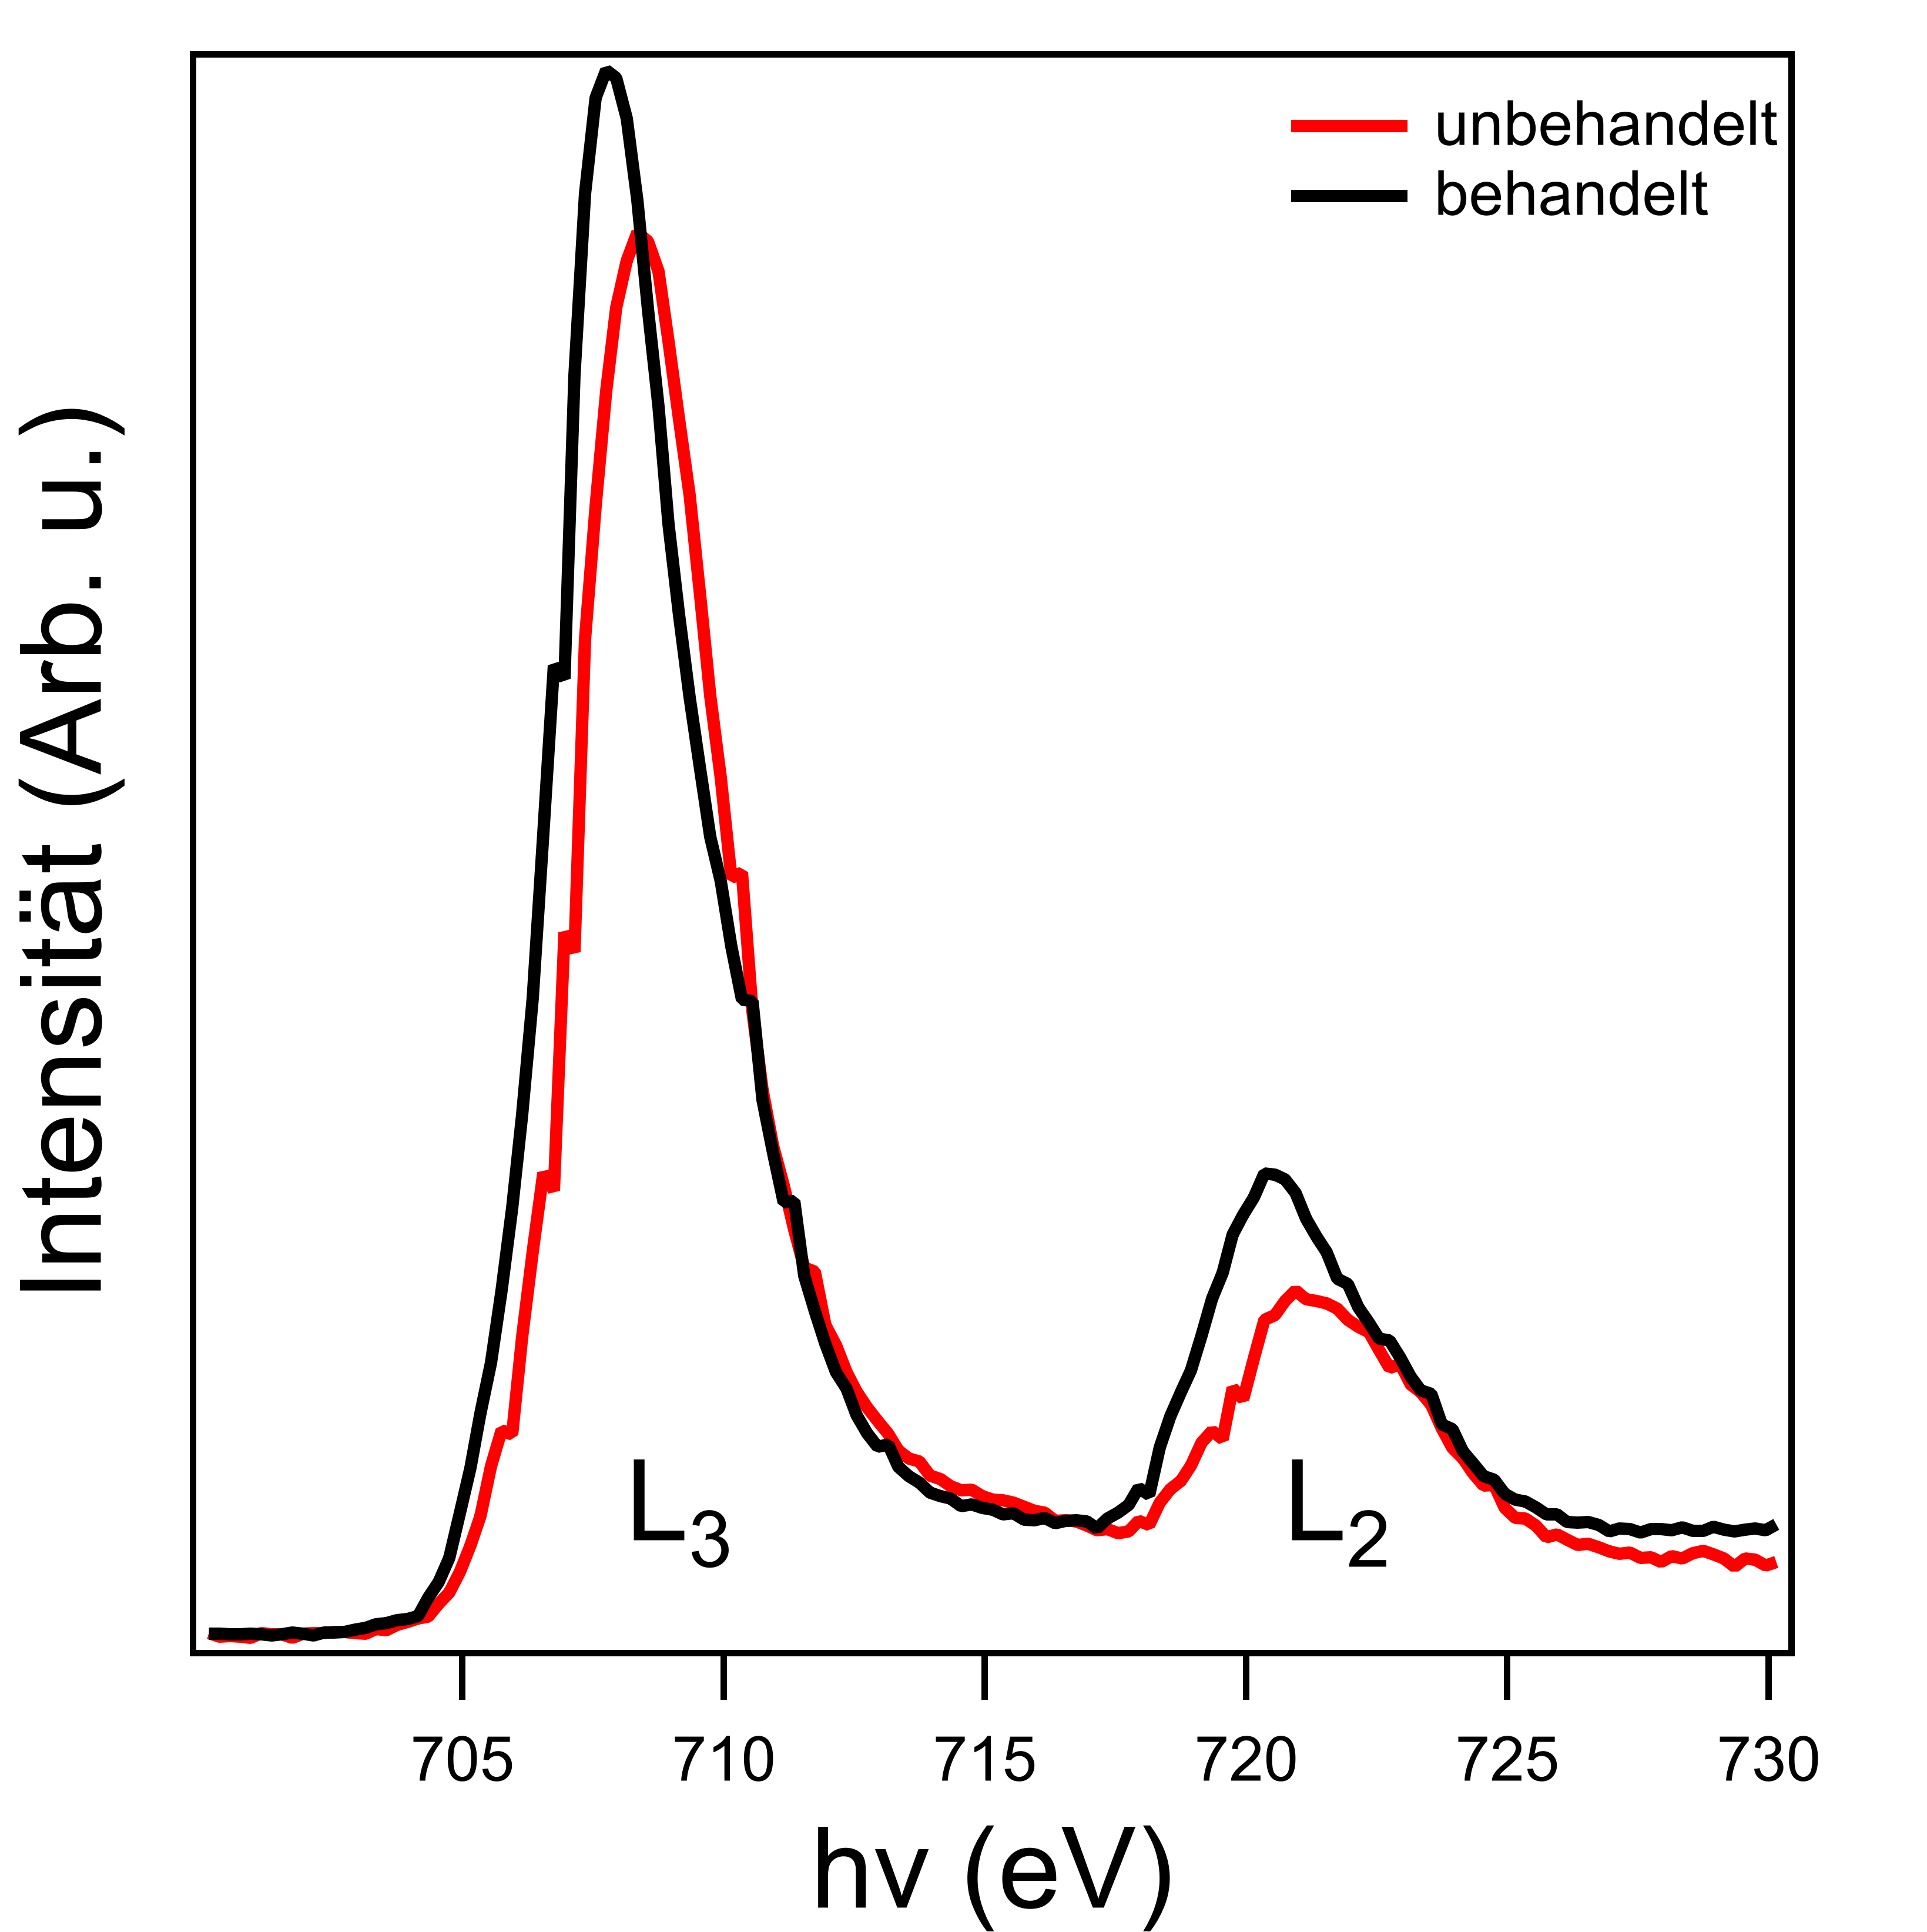 unbehandelt
behandelt
Intensität (Arb. u.)
L3
L2
705 710 715 720 725 730
hν (eV)